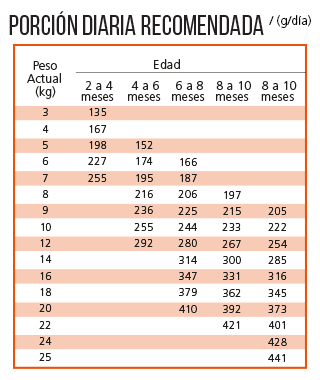 PORCIÓN DIARIA RECOMENDADA / (g/día)
Peso Actual (kg) Edad
2 a 4 meses 4 a 6 meses 6 a 8 meses 8 a 10 meses 8 a 10 meses
3 135
4 167
5 198 152
6 227 174 166
7 255 195 187
8 216 206 197
9 236 225 215 205
10 255 244 233 222
12 292 280 267 254
14 314 300 285
16 347 331 316
18 379 362 345
20 410 392 373
22 421 401
24 428
25 441